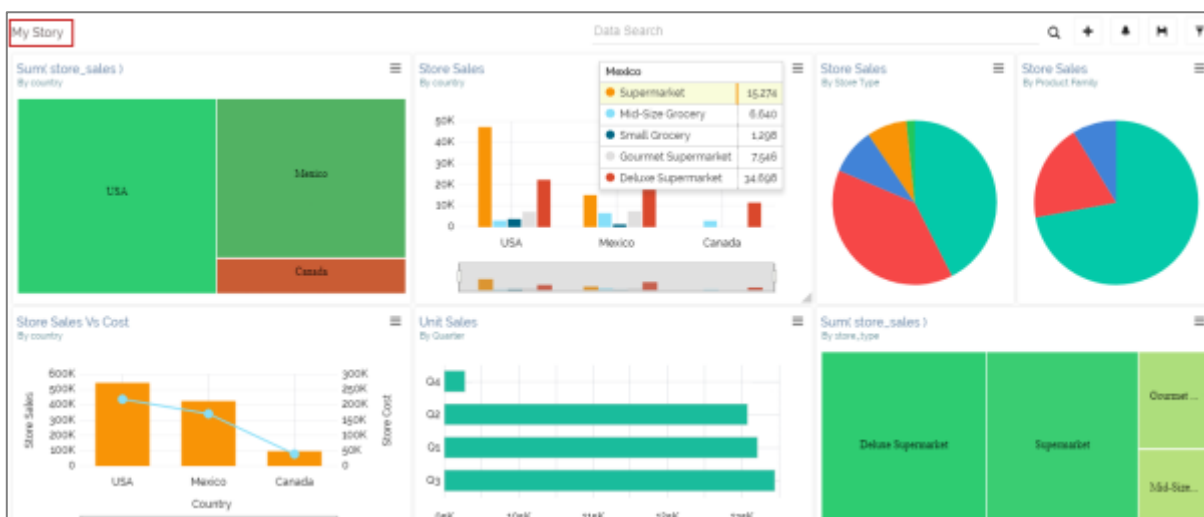 My Story
Data Search
Sum( store_sales )
By country
USA
Mexico
Canada
Store Sales
By country
50K
40K
30K
20K
10K
0
USA
Mexico
Canada
Mexico
Supermarket 15,274
Mid-Size Grocery 6,640
Small Grocery 1,298
Gourmet Supermarket 7,546
Deluxe Supermarket 34,698
Store Sales
By Store Type
Store Sales
By Product Family
Store Sales Vs Cost
By country
Store Sales
600K
500K
400K
300K
200K
100K
0
300K
250K
200K
150K
100K
50K
0
Store Cost
USA
Mexico
Canada
Country
Unit Sales
By Quarter
Q4
Q2
Q1
Q3
Sum( store_sales )
By store_type
Deluxe Supermarket
Supermarket
Gourmet ...
Mid-Size...